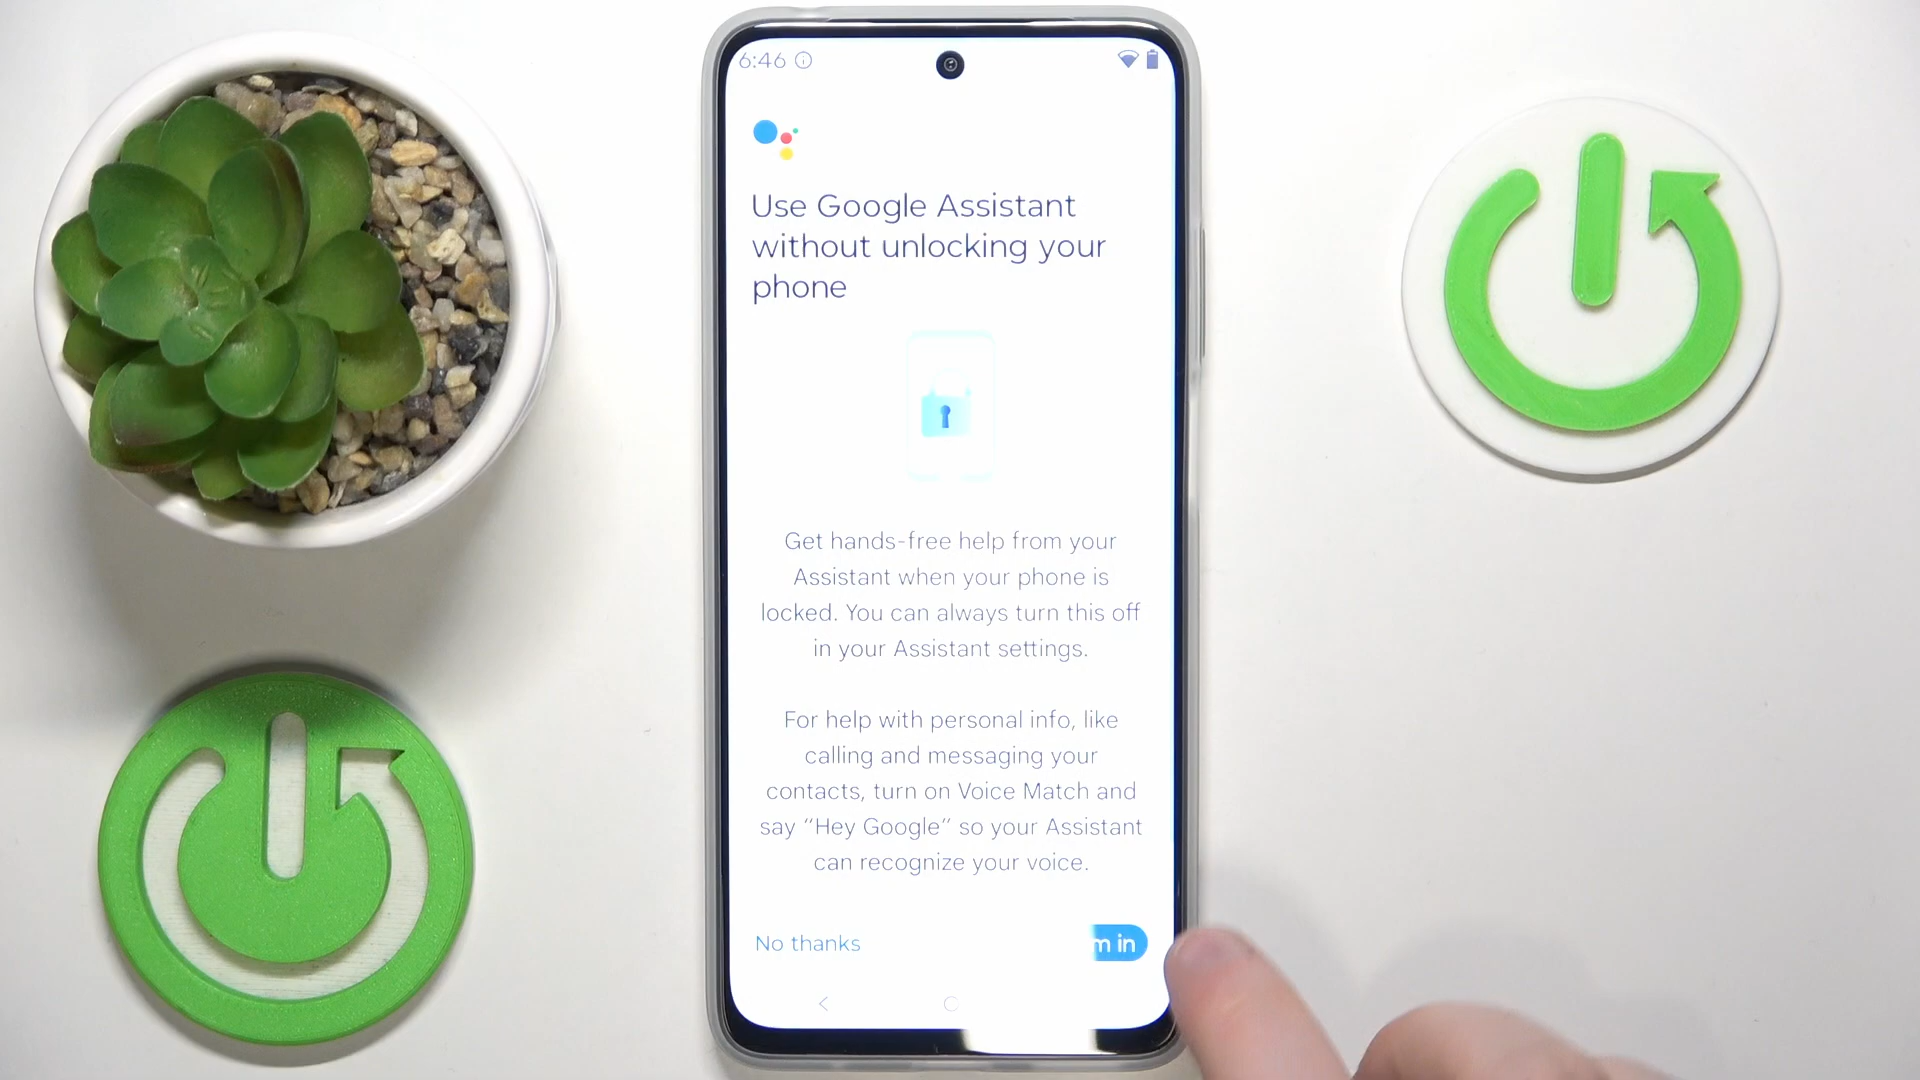 6:46
Use Google Assistant
without unlocking your
phone
Get hands-free help from your
Assistant when your phone is
locked. You can always turn this off
in your Assistant settings.
For help with personal info, like
calling and messaging your
contacts, turn on Voice Match and
say “Hey Google” so your Assistant
can recognize your voice.
No thanks
m in